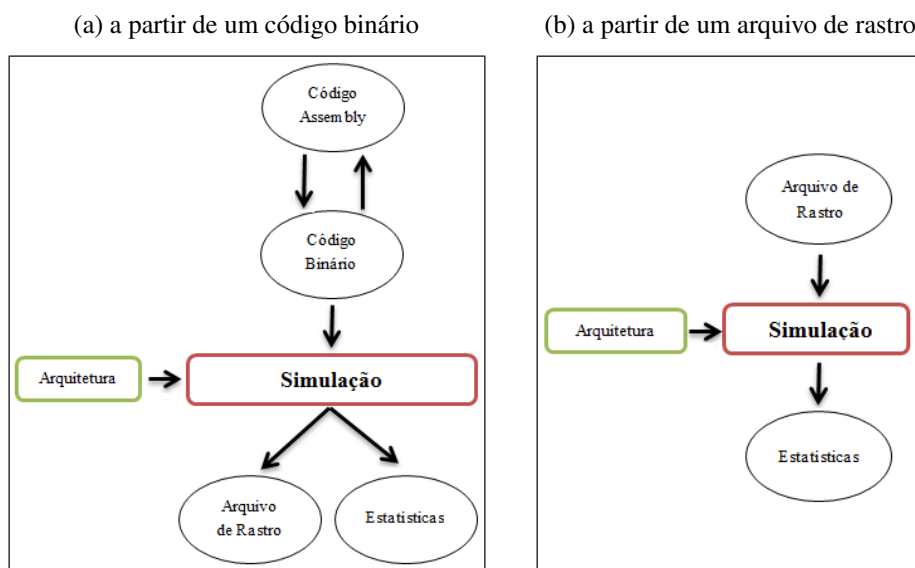 (a) a partir de um código binário
Código
Assembly
Código
Binário
Arquitetura
Simulação
Arquivo
de Rastro
Estatísticas
(b) a partir de um arquivo de rastro
Arquivo de
Rastro
Arquitetura
Simulação
Estatísticas